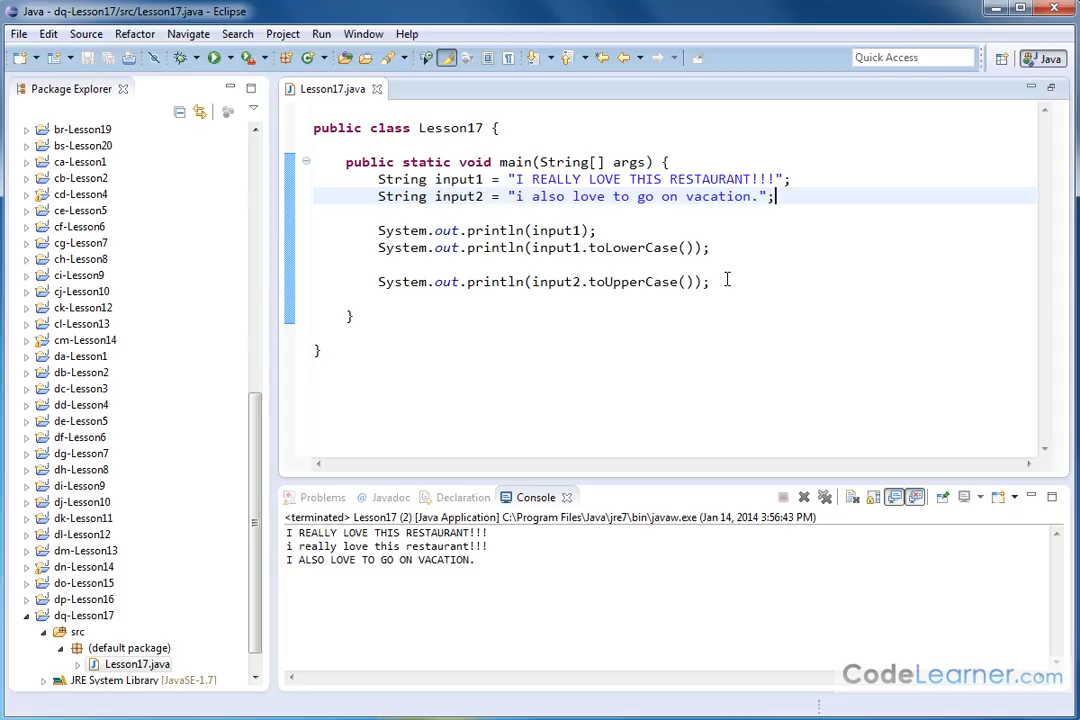 Java - dq-Lesson17/src/Lesson17.java - Eclipse
File Edit Source Refactor Navigate Search Project Run Window Help
Quick Access
Java
Package Explorer
br-Lesson19
bs-Lesson20
ca-Lesson1
cb-Lesson2
cd-Lesson4
ce-Lesson5
cf-Lesson6
cg-Lesson7
ch-Lesson8
ci-Lesson9
cj-Lesson10
ck-Lesson12
cl-Lesson13
cm-Lesson14
da-Lesson1
db-Lesson2
dc-Lesson3
dd-Lesson4
de-Lesson5
df-Lesson6
dg-Lesson7
dh-Lesson8
di-Lesson9
dj-Lesson10
dk-Lesson11
dl-Lesson12
dm-Lesson13
dn-Lesson14
do-Lesson15
dp-Lesson16
dq-Lesson17
src
(default package)
Lesson17.java
JRE System Library [JavaSE-1.7]
Lesson17.java
public class Lesson17 {
public static void main(String[] args) {
String input1 = "I REALLY LOVE THIS RESTAURANT!!!";
String input2 = "i also love to go on vacation.";
System.out.println(input1);
System.out.println(input1.toLowerCase());
System.out.println(input2.toUpperCase());
}
}
Problems @ Javadoc Declaration Console
<terminated> Lesson17 (2) [Java Application] C:\Program Files\Java\jre7\bin\javaw.exe (Jan 14, 2014 3:56:43 PM)
I REALLY LOVE THIS RESTAURANT!!!
i really love this restaurant!!!
I ALSO LOVE TO GO ON VACATION.
CodeLearner.com